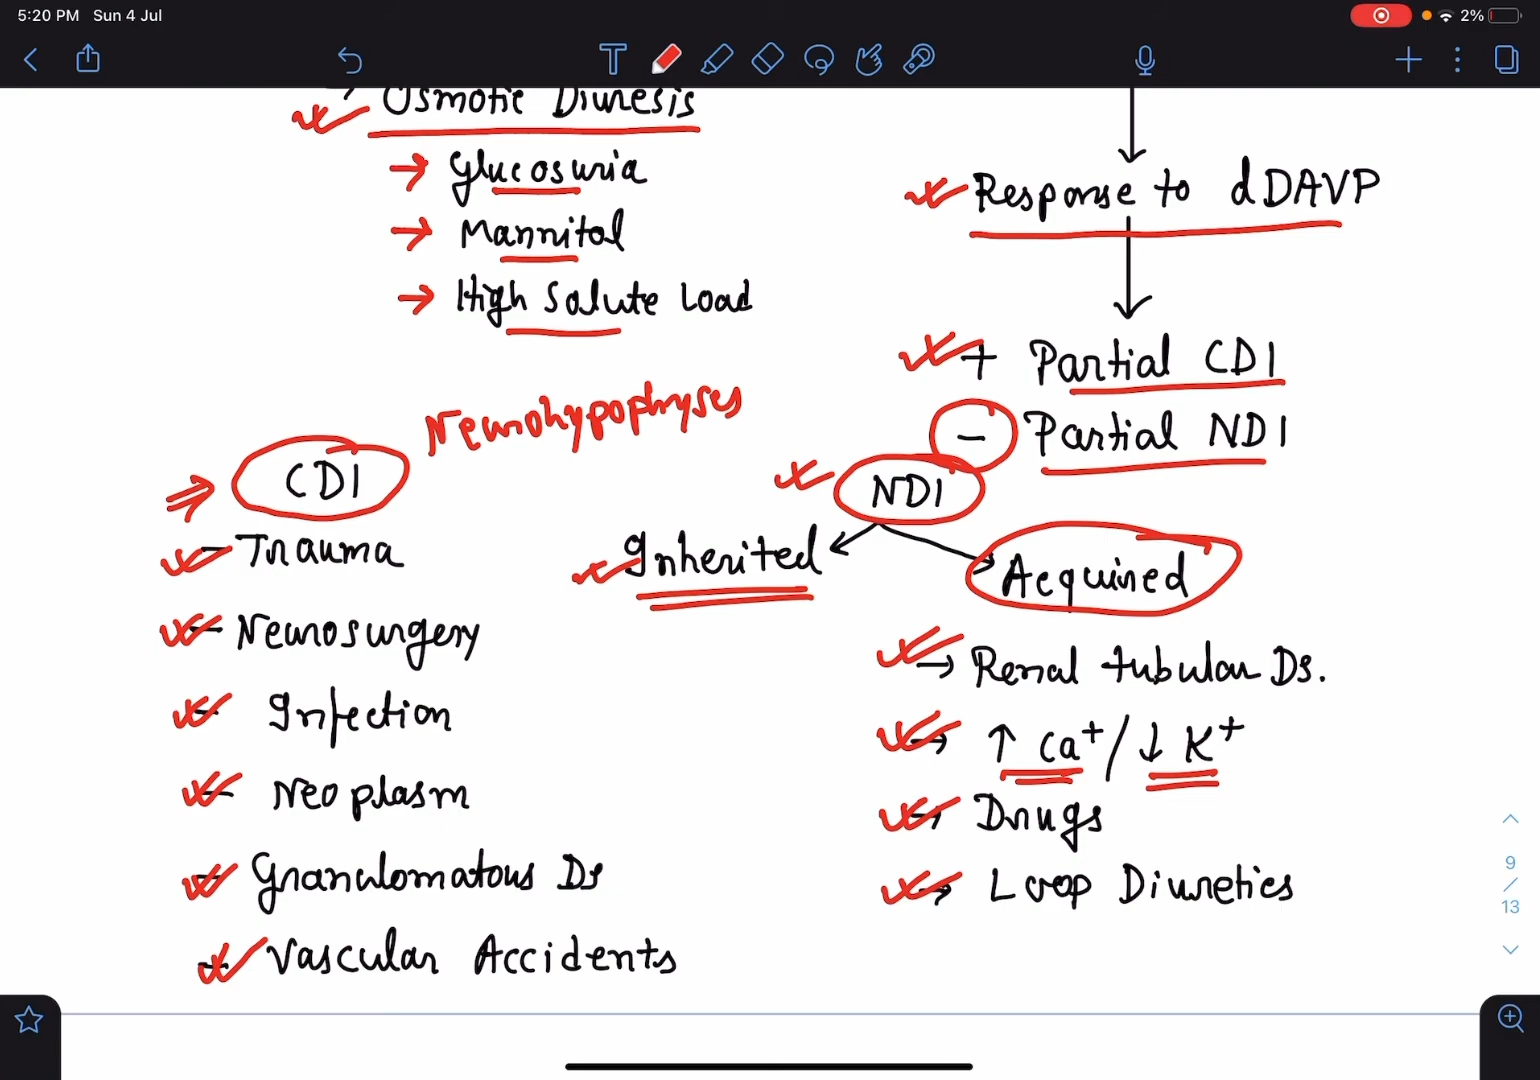 5:20 PM Sun 4 Jul
2%
T
Osmotic Diuresis
→ Glucosuria
→ Mannitol
→ High Solute Load
Response to dDAVP
+ Partial CDI
- Partial NDI
Neurohypophyses
CDI
- Trauma
- Neurosurgery
- Infection
- Neoplasm
- Granulomatous Ds
- Vascular Accidents
NDI
Inherited
Acquired
→ Renal tubular Ds.
→ ↑ Ca+/↓ K+
→ Drugs
→ Loop Diuretics
9
/
13